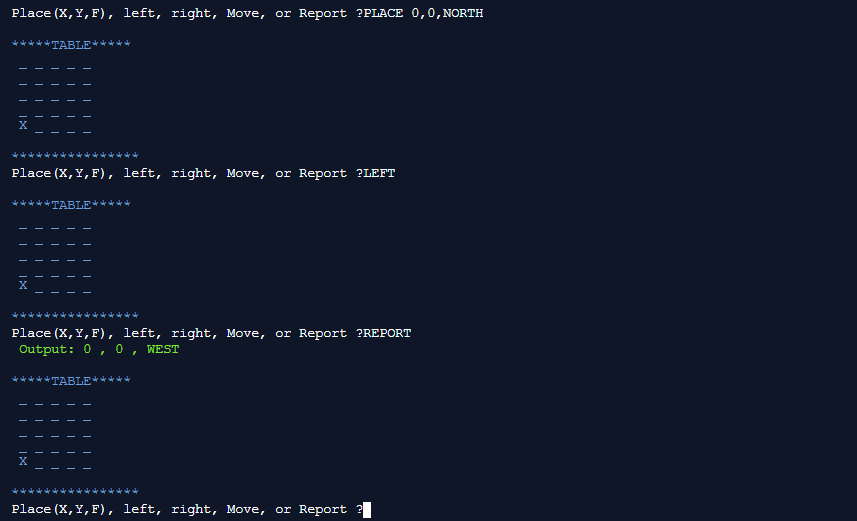 Place(X,Y,F), left, right, Move, or Report ?PLACE 0,0,NORTH
*****TABLE*****
_ _ _ _ _
_ _ _ _ _
_ _ _ _ _
_ _ _ _ _
X _ _ _ _
****************
Place(X,Y,F), left, right, Move, or Report ?LEFT
*****TABLE*****
_ _ _ _ _
_ _ _ _ _
_ _ _ _ _
_ _ _ _ _
X _ _ _ _
****************
Place(X,Y,F), left, right, Move, or Report ?REPORT
Output: 0 , 0 , WEST
*****TABLE*****
_ _ _ _ _
_ _ _ _ _
_ _ _ _ _
_ _ _ _ _
X _ _ _ _
****************
Place(X,Y,F), left, right, Move, or Report ?